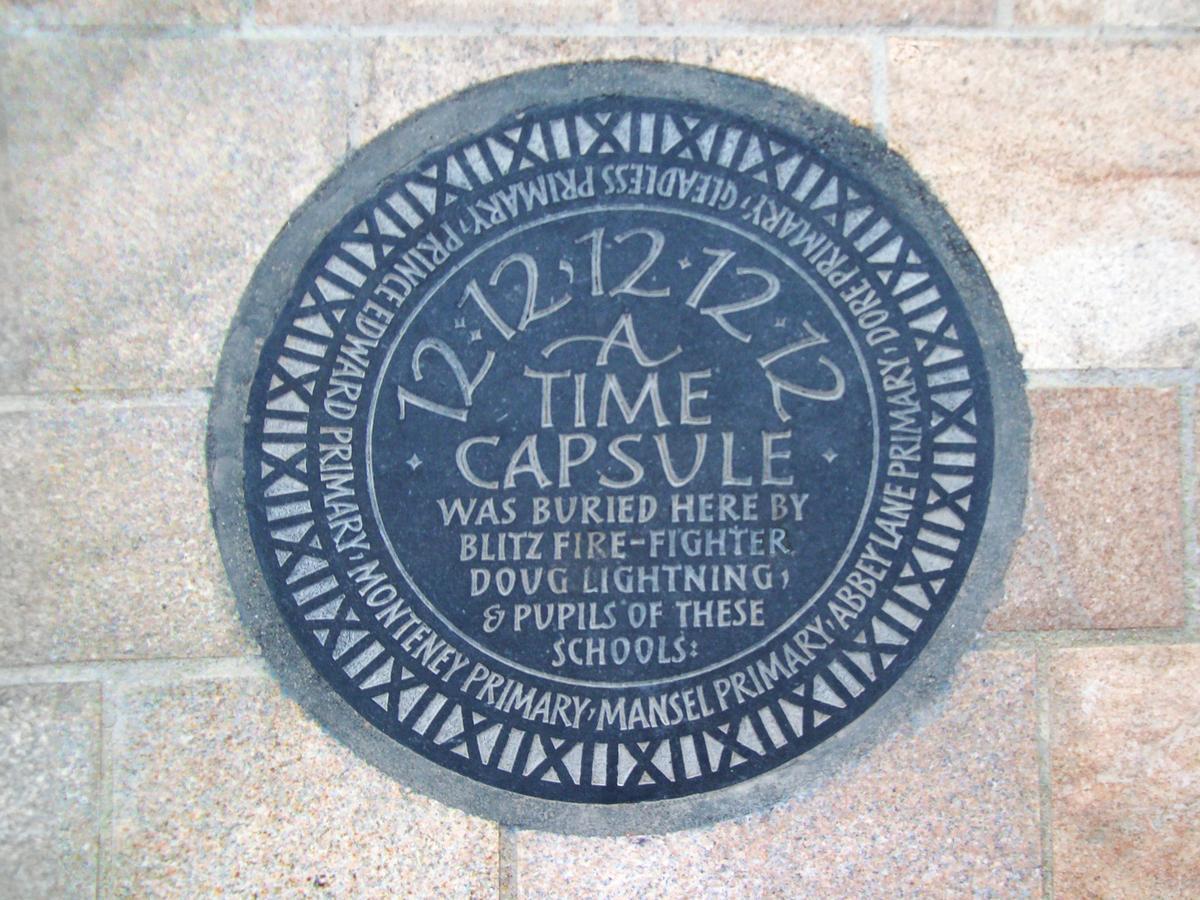 12·12·12·12·12
A
TIME
CAPSULE
WAS BURIED HERE BY
BLITZ FIRE-FIGHTER
DOUG LIGHTNING,
& PUPILS OF THESE
SCHOOLS:
MONTENEY PRIMARY, MANSEL PRIMARY, ABBEY LANE PRIMARY, DORE PRIMARY, GLEADLESS PRIMARY, PRINCE EDWARD PRIMARY,